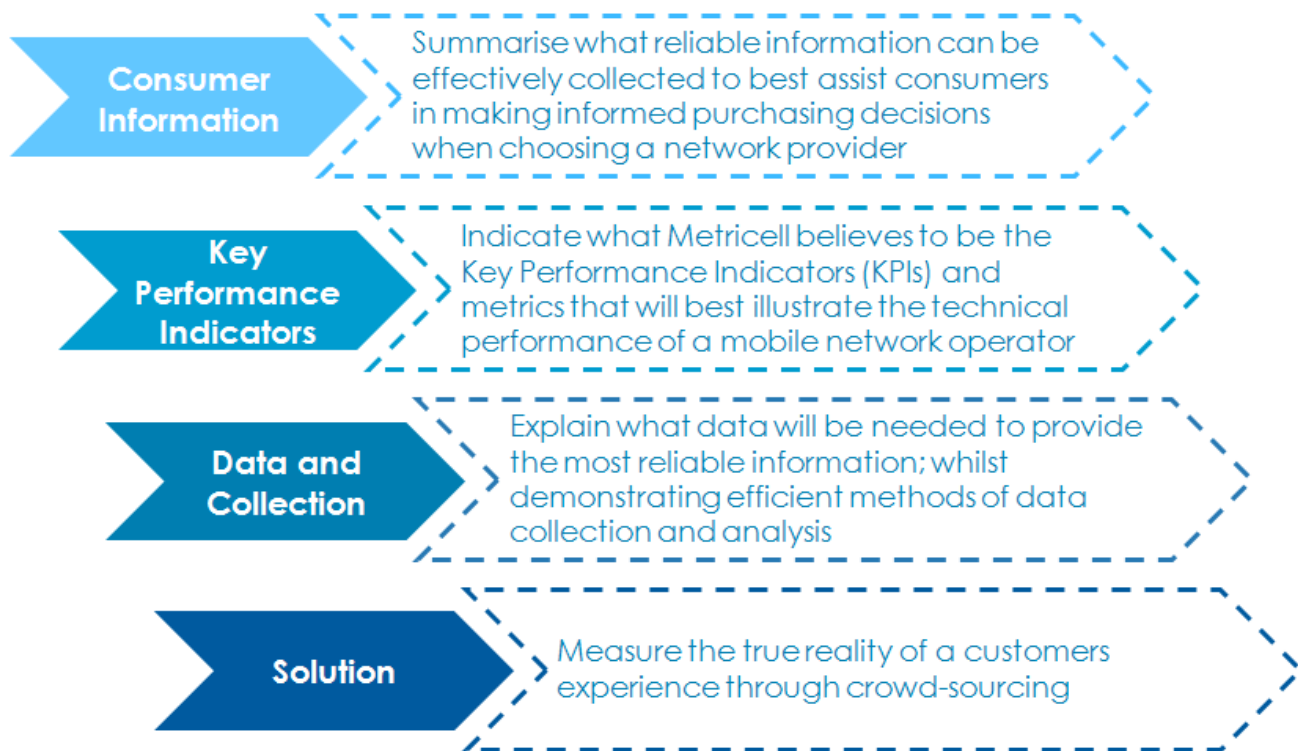 Consumer
Information
Summarise what reliable information can be
effectively collected to best assist consumers
in making informed purchasing decisions
when choosing a network provider
Key
Performance
Indicators
Indicate what Metricell believes to be the
Key Performance Indicators (KPIs) and
metrics that will best illustrate the technical
performance of a mobile network operator
Data and
Collection
Explain what data will be needed to provide
the most reliable information; whilst
demonstrating efficient methods of data
collection and analysis
Solution
Measure the true reality of a customers
experience through crowd-sourcing